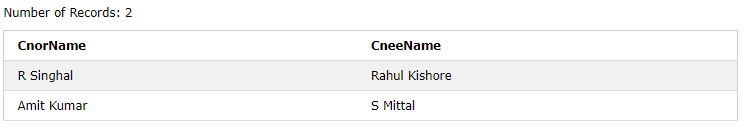 Number of Records: 2
CnorName CneeName
R Singhal Rahul Kishore
Amit Kumar S Mittal